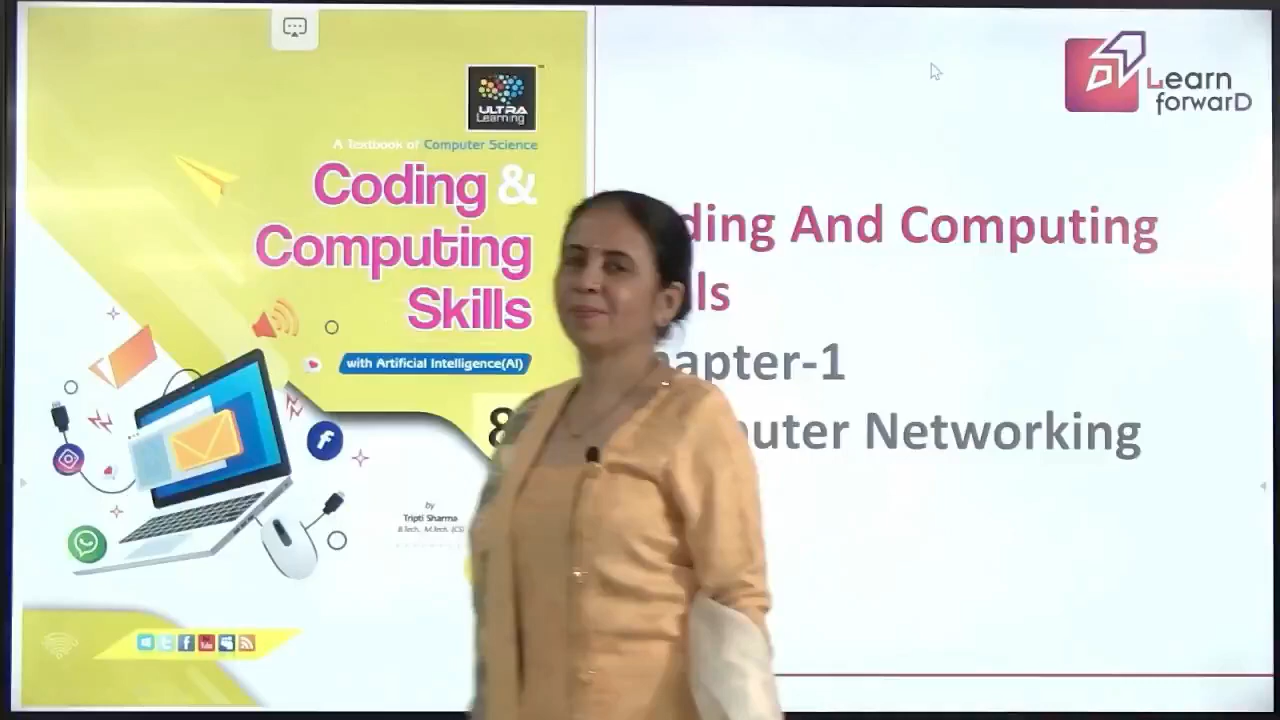 ULTRA
Learning
A Textbook of Computer Science
Coding &
Computing
Skills
with Artificial Intelligence(AI)
8
by
Tripti Sharma
Learn
forwarD
ding And Computing
ls
apter-1
uter Networking